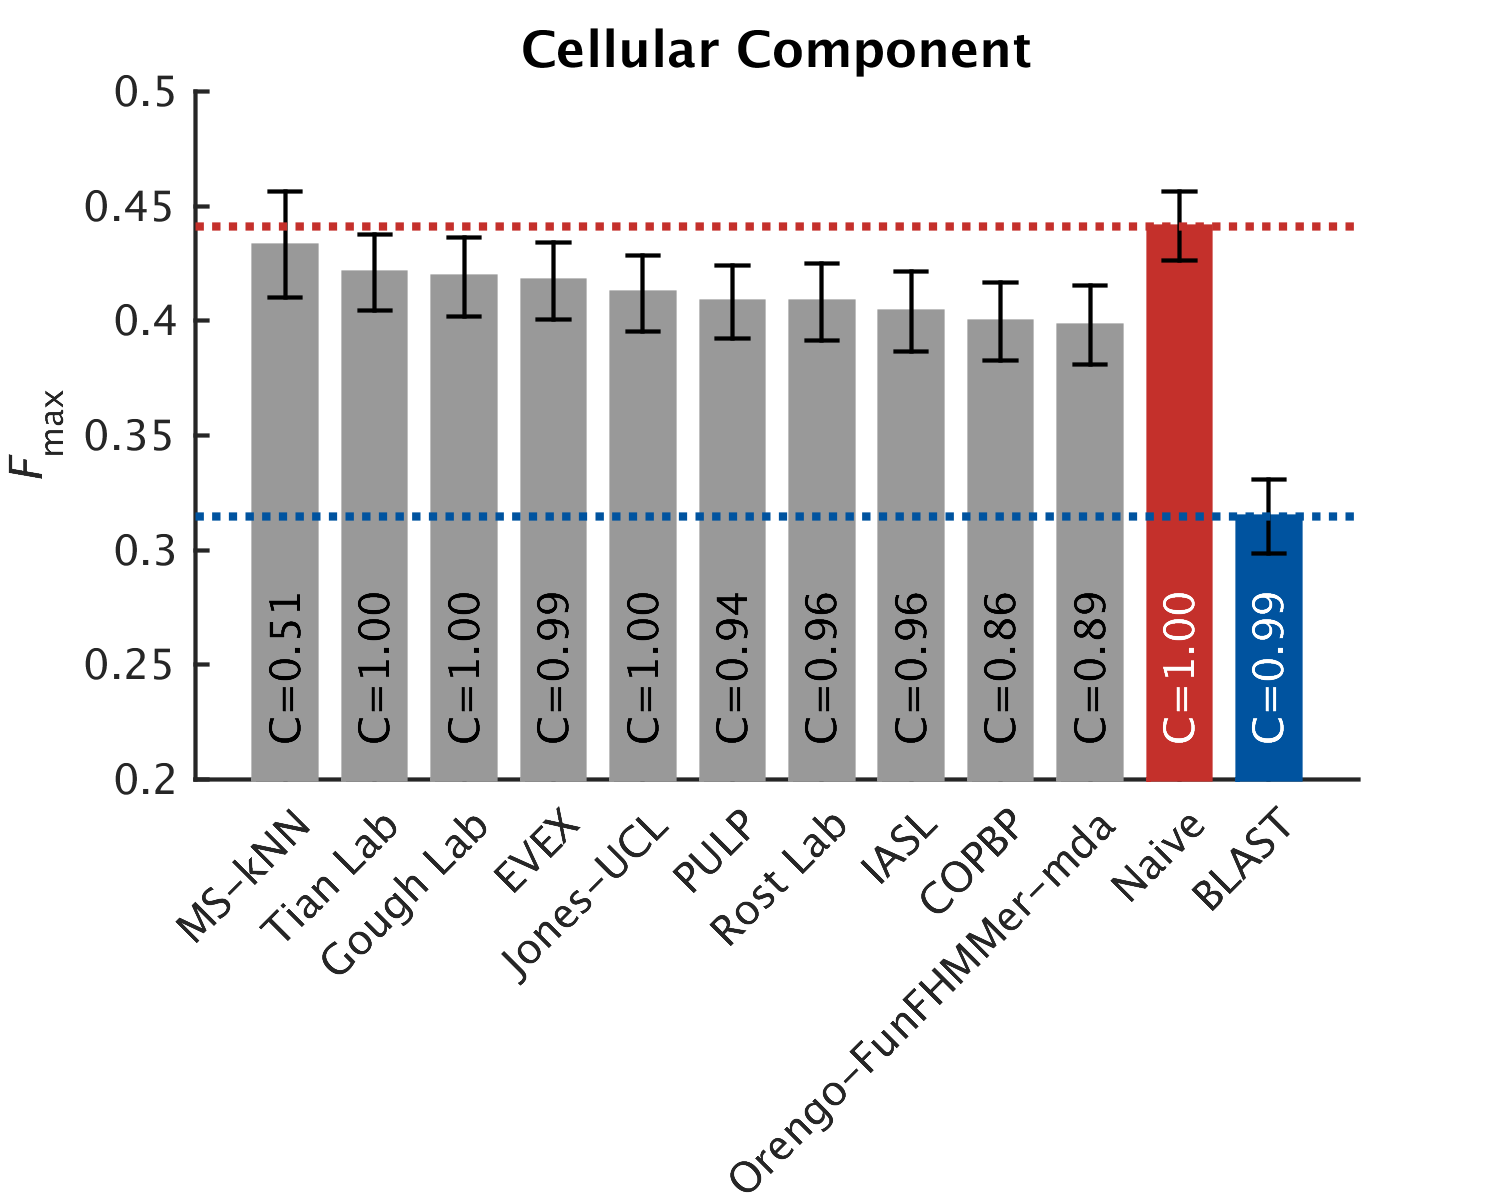 Cellular Component
0.5
0.45
0.4
0.35
0.3
0.25
0.2
F max
C=0.51
C=1.00
C=1.00
C=0.99
C=1.00
C=0.94
C=0.96
C=0.96
C=0.86
C=0.89
C=1.00
C=0.99
MS-kNN
Tian Lab
Gough Lab
EVEX
Jones-UCL
PULP
Rost Lab
IASL
COPBP
Orengo-FunFHMMer-mda
Naive
BLAST